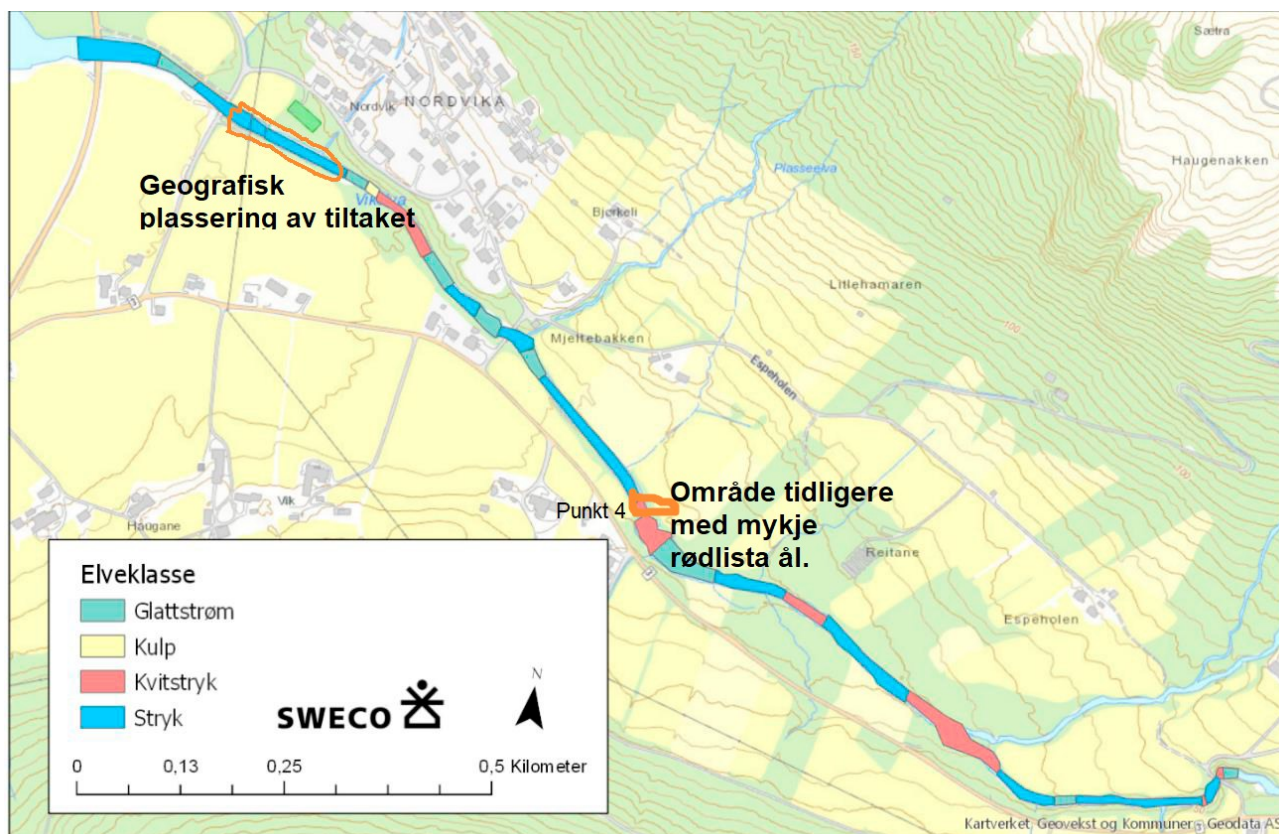 Sætra
Haugenakken
NORDVIKA
Nordvik
Geografisk
plassering av tiltaket
Plasseelva
Bjørkeli
Litlehamaren
Mjeltebakken
Espeholen
100
Område tidligere
med mykje
rødlista ål.
Punkt 4
Vik
Haugane
Reitane
Espeholen
100
Elveklasse
Glattstrøm
Kulp
Kvitstryk
Stryk
SWECO
N
0 0,13 0,25 0,5 Kilometer
Kartverket, Geovekst og Kommuner - Geodata AS